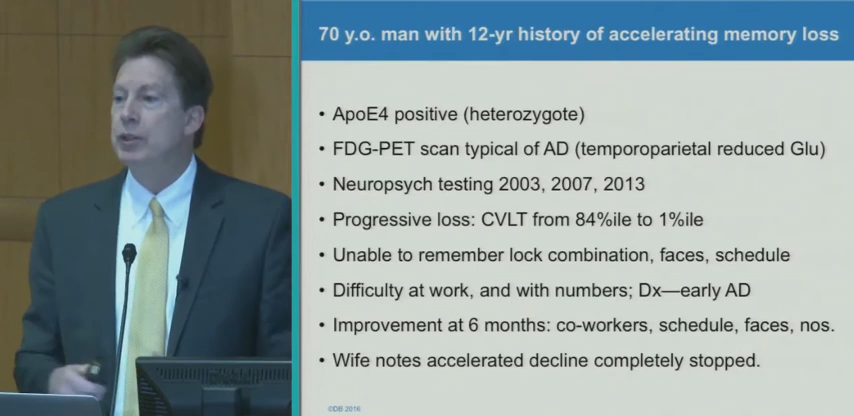 70 y.o. man with 12-yr history of accelerating memory loss
• ApoE4 positive (heterozygote)
• FDG-PET scan typical of AD (temporoparietal reduced Glu)
• Neuropsych testing 2003, 2007, 2013
• Progressive loss: CVLT from 84%ile to 1%ile
• Unable to remember lock combination, faces, schedule
• Difficulty at work, and with numbers; Dx—early AD
• Improvement at 6 months: co-workers, schedule, faces, nos.
• Wife notes accelerated decline completely stopped.
©DB 2016